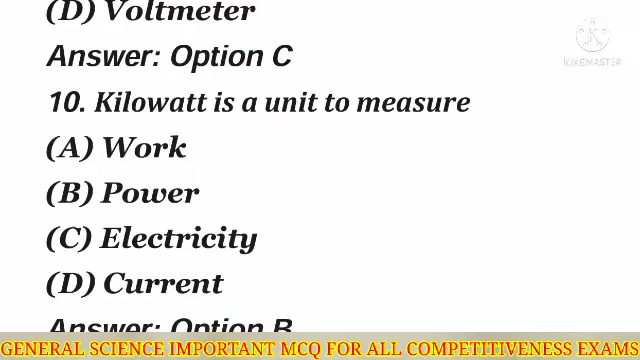 (D) Voltmeter
KINEMASTER
Answer: Option C
10. Kilowatt is a unit to measure
(A) Work
(B) Power
(C) Electricity
(D) Current
Answer: Option B
GENERAL SCIENCE IMPORTANT MCQ FOR ALL COMPETITIVENESS EXAMS